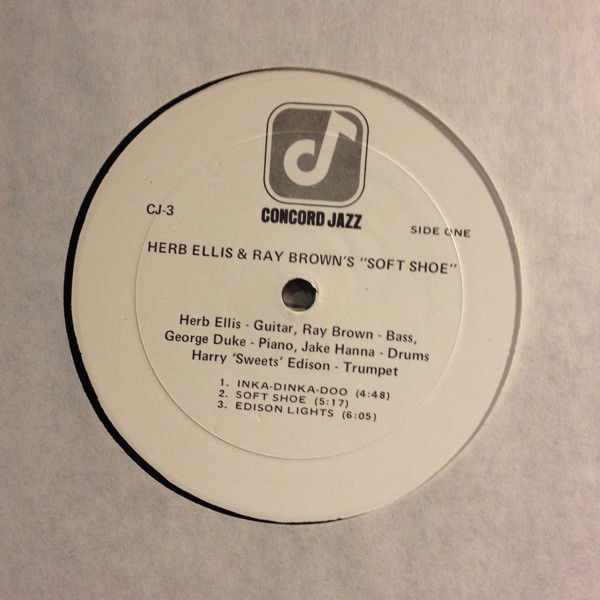 CONCORD JAZZ
CJ-3
SIDE ONE
HERB ELLIS & RAY BROWN'S "SOFT SHOE"
Herb Ellis - Guitar, Ray Brown - Bass,
George Duke - Piano, Jake Hanna - Drums
Harry 'Sweets' Edison - Trumpet
1. INKA-DINKA-DOO (4:48)
2. SOFT SHOE (5:17)
3. EDISON LIGHTS (6:05)